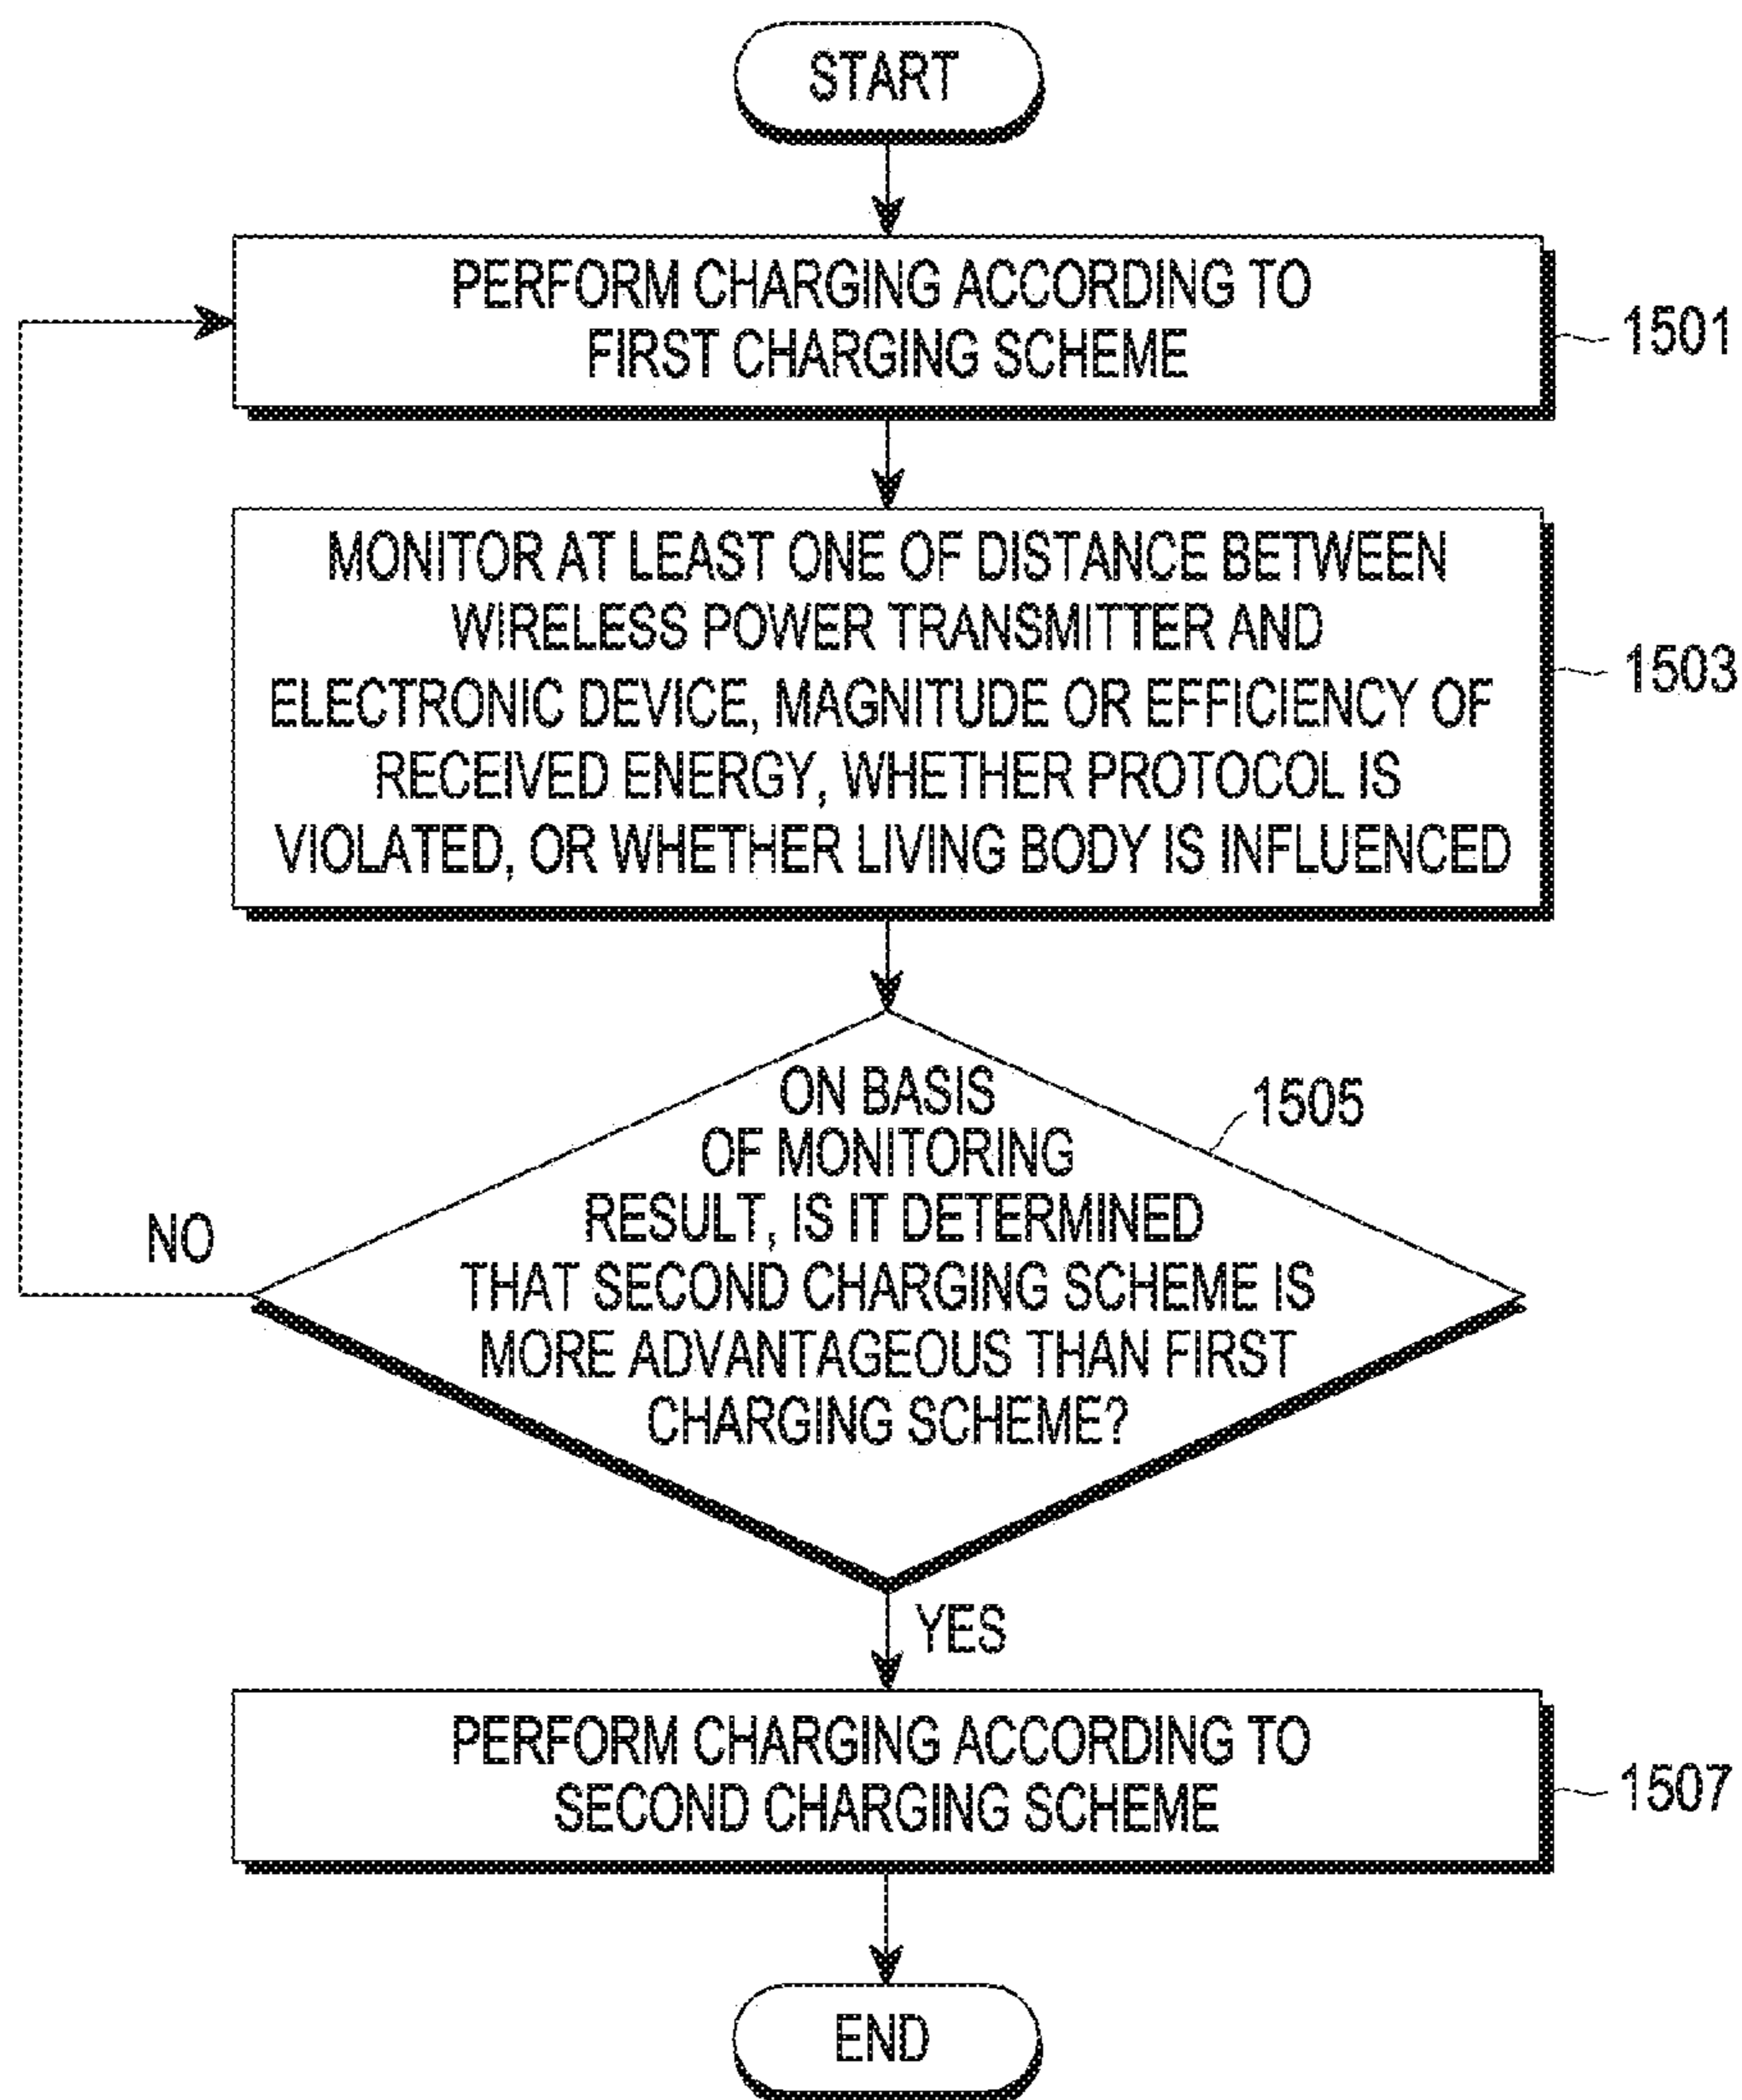 START
PERFORM CHARGING ACCORDING TO
FIRST CHARGING SCHEME
1501
MONITOR AT LEAST ONE OF DISTANCE BETWEEN
WIRELESS POWER TRANSMITTER AND
ELECTRONIC DEVICE, MAGNITUDE OR EFFICIENCY OF
RECEIVED ENERGY, WHETHER PROTOCOL IS
VIOLATED, OR WHETHER LIVING BODY IS INFLUENCED
1503
ON BASIS
OF MONITORING
RESULT, IS IT DETERMINED
THAT SECOND CHARGING SCHEME IS
MORE ADVANTAGEOUS THAN FIRST
CHARGING SCHEME?
1505
NO
YES
PERFORM CHARGING ACCORDING TO
SECOND CHARGING SCHEME
1507
END